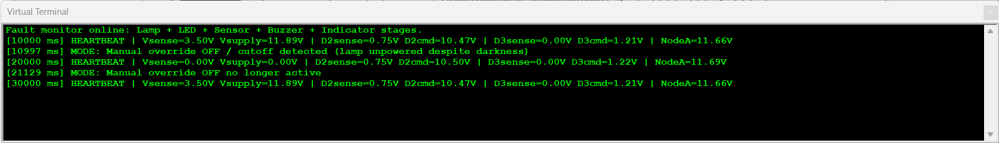 Virtual Terminal
Fault monitor online: Lamp + LED + Sensor + Buzzer + Indicator stages.
[10000 ms] HEARTBEAT | Vsense=3.50V Vsupply=11.89V | D2sense=0.75V D2cmd=10.47V | D3sense=0.00V D3cmd=1.21V | NodeA=11.66V
[10997 ms] MODE: Manual override OFF / cutoff detected (lamp unpowered despite darkness)
[20000 ms] HEARTBEAT | Vsense=0.00V Vsupply=0.00V | D2sense=0.75V D2cmd=10.50V | D3sense=0.00V D3cmd=1.22V | NodeA=11.69V
[21129 ms] MODE: Manual override OFF no longer active
[30000 ms] HEARTBEAT | Vsense=3.50V Vsupply=11.89V | D2sense=0.75V D2cmd=10.47V | D3sense=0.00V D3cmd=1.21V | NodeA=11.66V